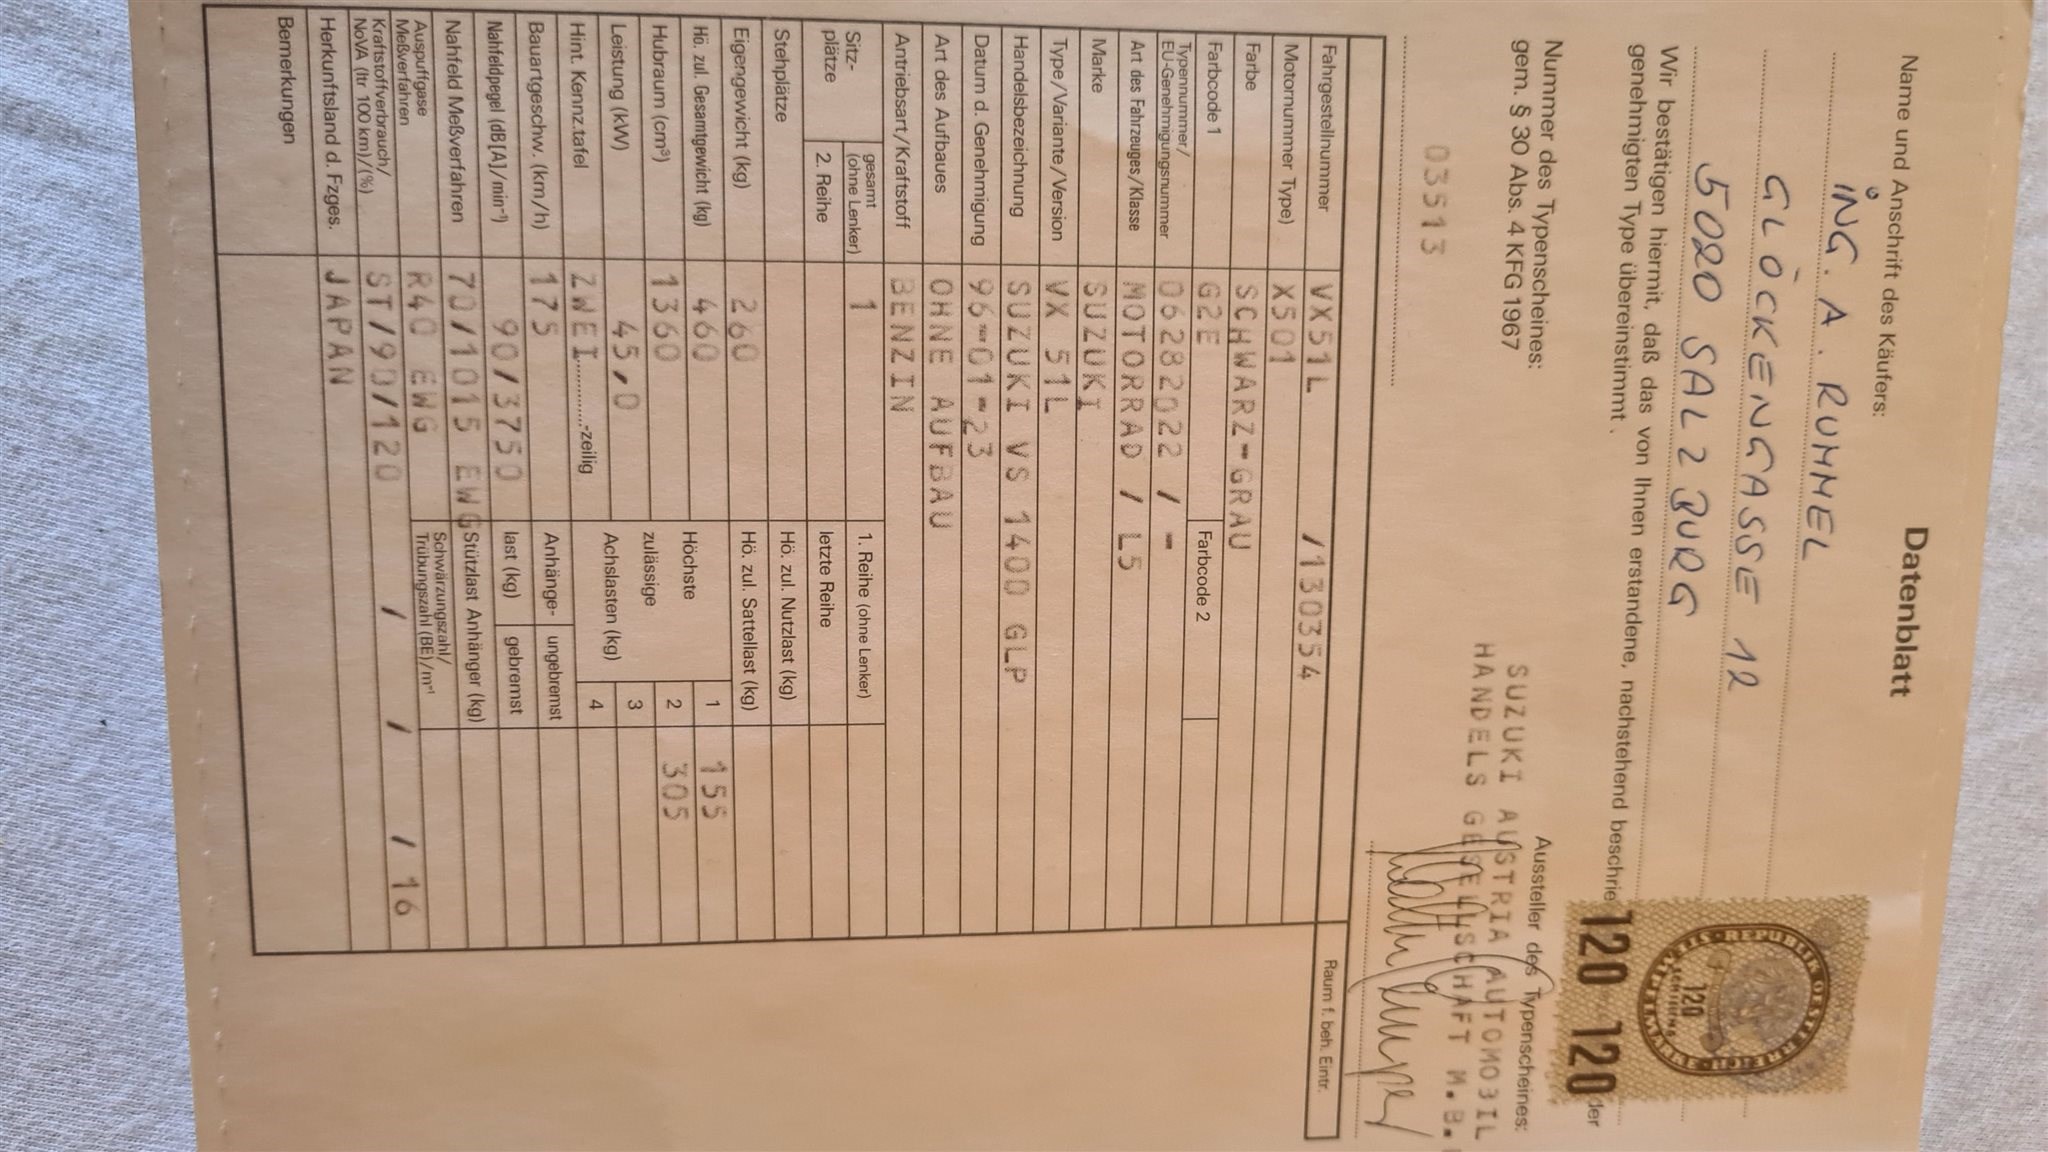 Datenblatt
Name und Anschrift des Käufers:
ING. A. RUMMEL
GLOCKENGASSE 12
5020 SALZBURG
REPUBLIK OESTERREICH
120
SCHILLING
120 120
Wir bestätigen hiermit, daß das von Ihnen erstandene, nachstehend beschrie der
genehmigten Type übereinstimmt.
Nummer des Typenscheines:
gem. § 30 Abs. 4 KFG 1967
Aussteller des Typenscheines:
SUZUKI AUSTRIA AUTOMOBIL
HANDELS GESELLSCHAFT M.B.
03513
Raum f. beh. Eintr.
Fahrgestellnummer VX51L /130354
Motornummer Type) X501
Farbe SCHWARZ-GRAU
Farbcode 1 G2E Farbcode 2
Typennummer/
EU-Genehmigungsnummer 06282022 / -
Art des Fahrzeuges/Klasse MOTORRAD / L5
Marke SUZUKI
Type/Variante/Version VX 51L
Handelsbezeichnung SUZUKI VS 1400 GLP
Datum d. Genehmigung 96-01-23
Art des Aufbaues OHNE AUFBAU
Antriebsart/Kraftstoff BENZIN
Sitz-
plätze
gesamt
(ohne Lenker) 1 1. Reihe (ohne Lenker)
2. Reihe letzte Reihe
Stehplätze Hö. zul. Nutzlast (kg)
Eigengewicht (kg) 260 Hö. zul. Sattellast (kg)
Hö. zul. Gesamtgewicht (kg) 460 Höchste 1 155
Hubraum (cm³) 1360 zulässige 2 305
Leistung (kW) 45,0 Achslasten (kg) 3
Hint. Kennz.tafel ZWEI............-zeilig 4
Bauartgeschw. (km/h) 175 Anhänge- ungebremst
Nahfeldpegel (dB[A]/min⁻¹) 90/3750 last (kg) gebremst
Nahfeld Meßverfahren 70/1015 EWG Stützlast Anhänger (kg)
Auspuffgase
Meßverfahren R40 EWG Schwärzungszahl/
Trübungszahl (BE)/m⁻¹
Kraftstoffverbrauch/
NoVA (ltr 100 km)/(%) ST/90/120 / / /16
Herkunftsland d. Fzges. JAPAN
Bemerkungen